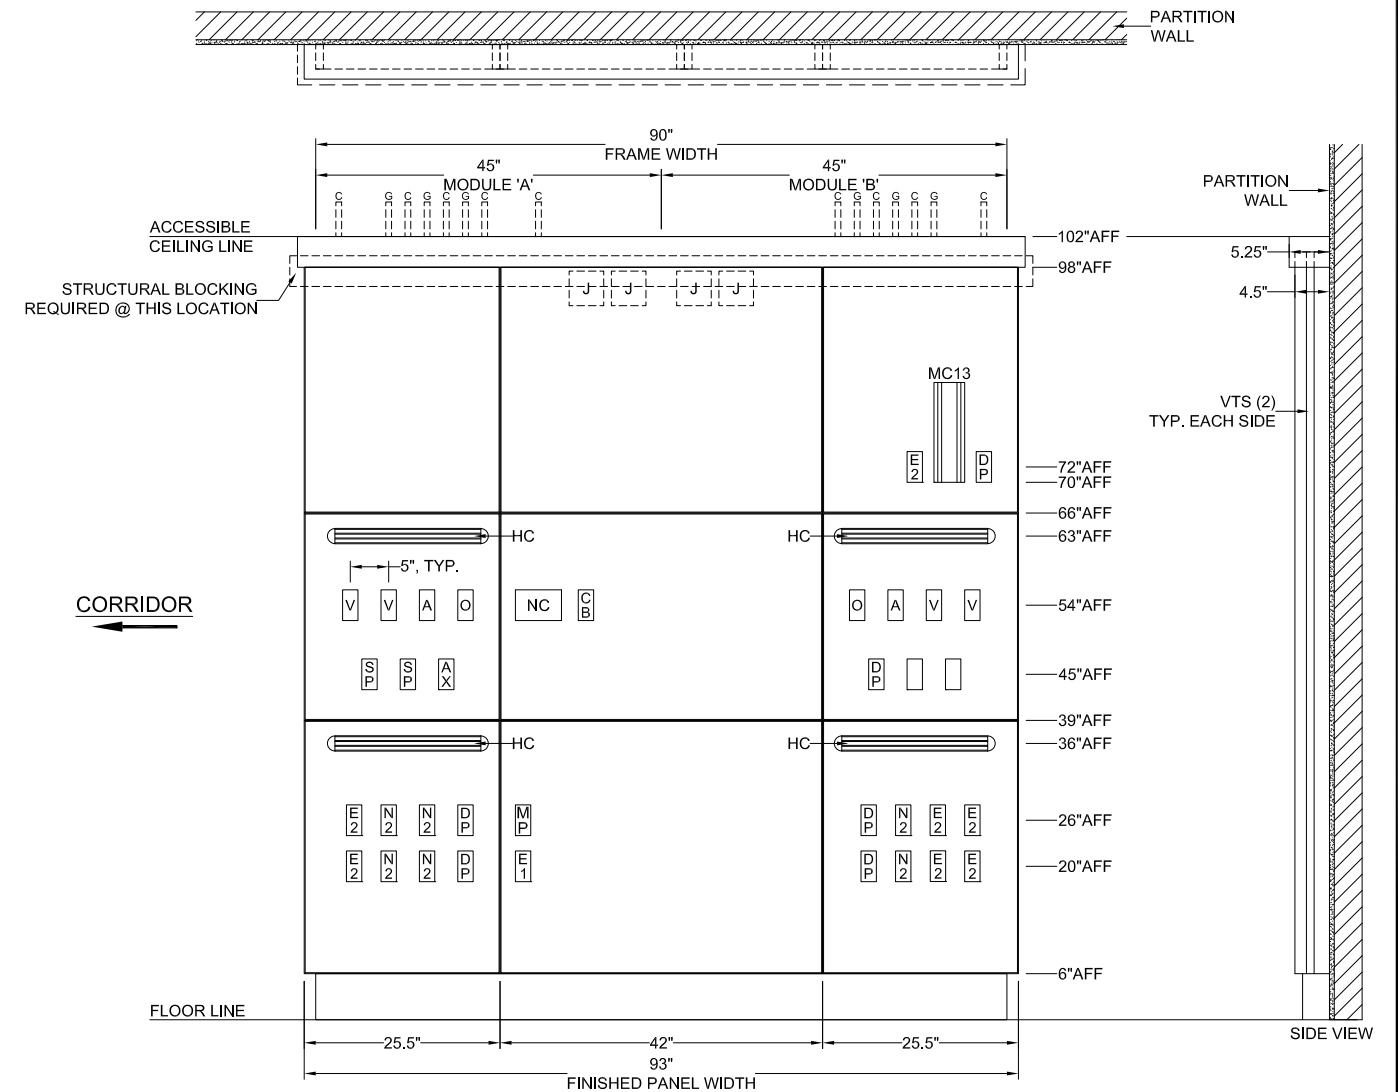 PARTITION
WALL
90"
FRAME WIDTH
45"
MODULE 'A'
45"
MODULE 'B'
C G C G C G C C
C G C G C G C
PARTITION
WALL
ACCESSIBLE
CEILING LINE
102"AFF
5.25"
98"AFF
STRUCTURAL BLOCKING
REQUIRED @ THIS LOCATION
J J J J
4.5"
MC13
VTS (2)
TYP. EACH SIDE
E2 DP
72"AFF
70"AFF
66"AFF
HC HC
63"AFF
5", TYP.
CORRIDOR
V V A O NC CB O A V V
54"AFF
SP SP AX DP
45"AFF
39"AFF
HC HC
36"AFF
E2 N2 N2 DP MP DP N2 E2 E2
26"AFF
E2 N2 N2 DP E1 DP N2 E2 E2
20"AFF
6"AFF
FLOOR LINE
SIDE VIEW
25.5" 42" 25.5"
93"
FINISHED PANEL WIDTH